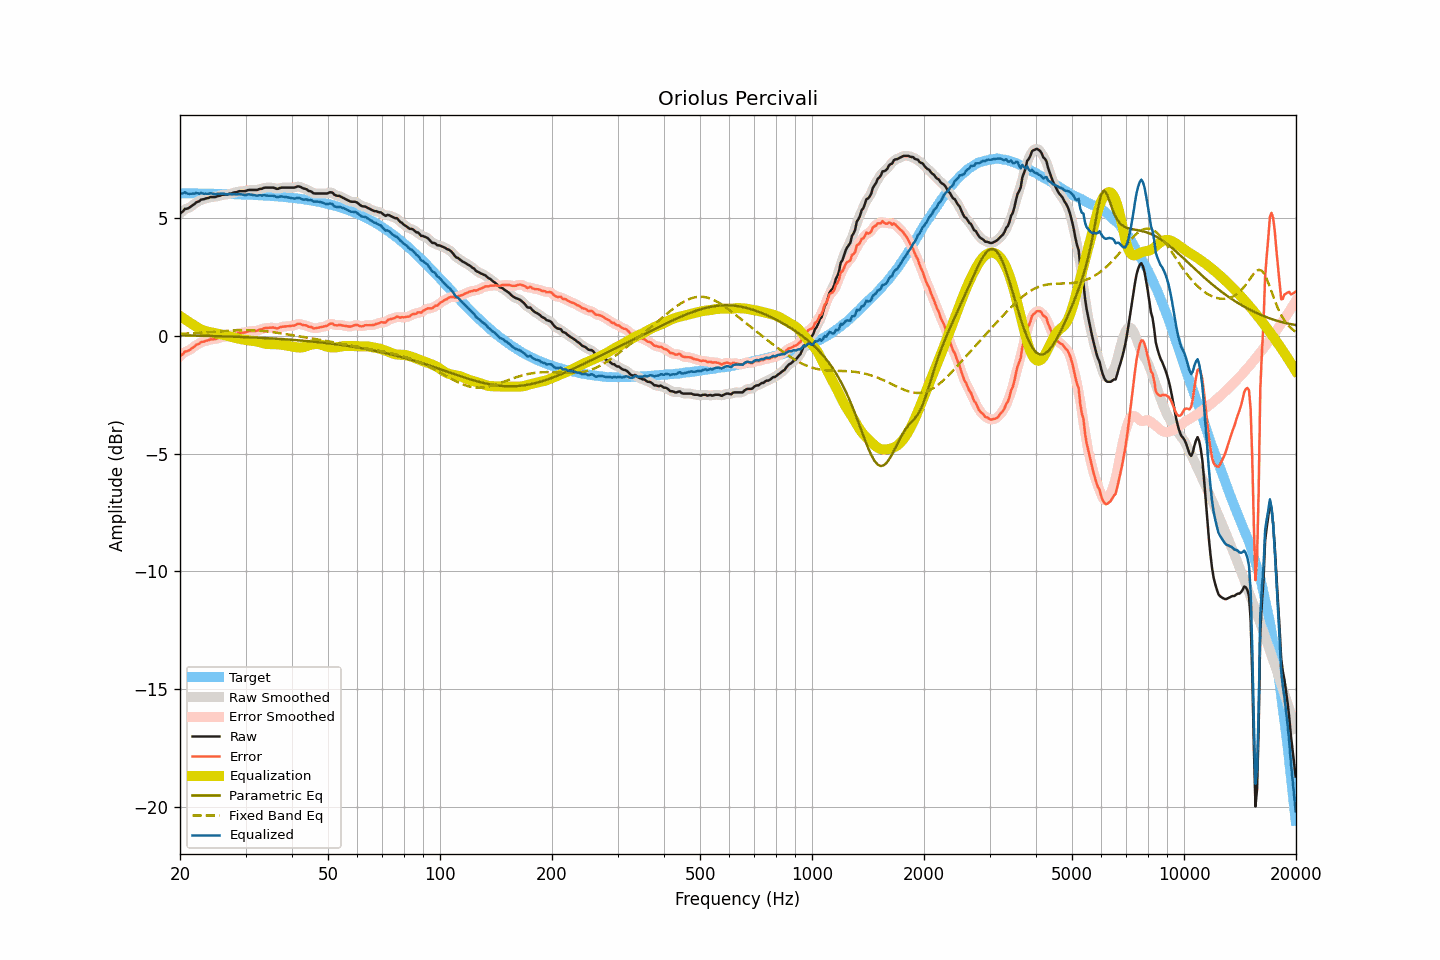 Oriolus Percivali
Amplitude (dBr)
5
0
−5
−10
−15
−20
Target
Raw Smoothed
Error Smoothed
Raw
Error
Equalization
Parametric Eq
Fixed Band Eq
Equalized
20 50 100 200 500 1000 2000 5000 10000 20000
Frequency (Hz)